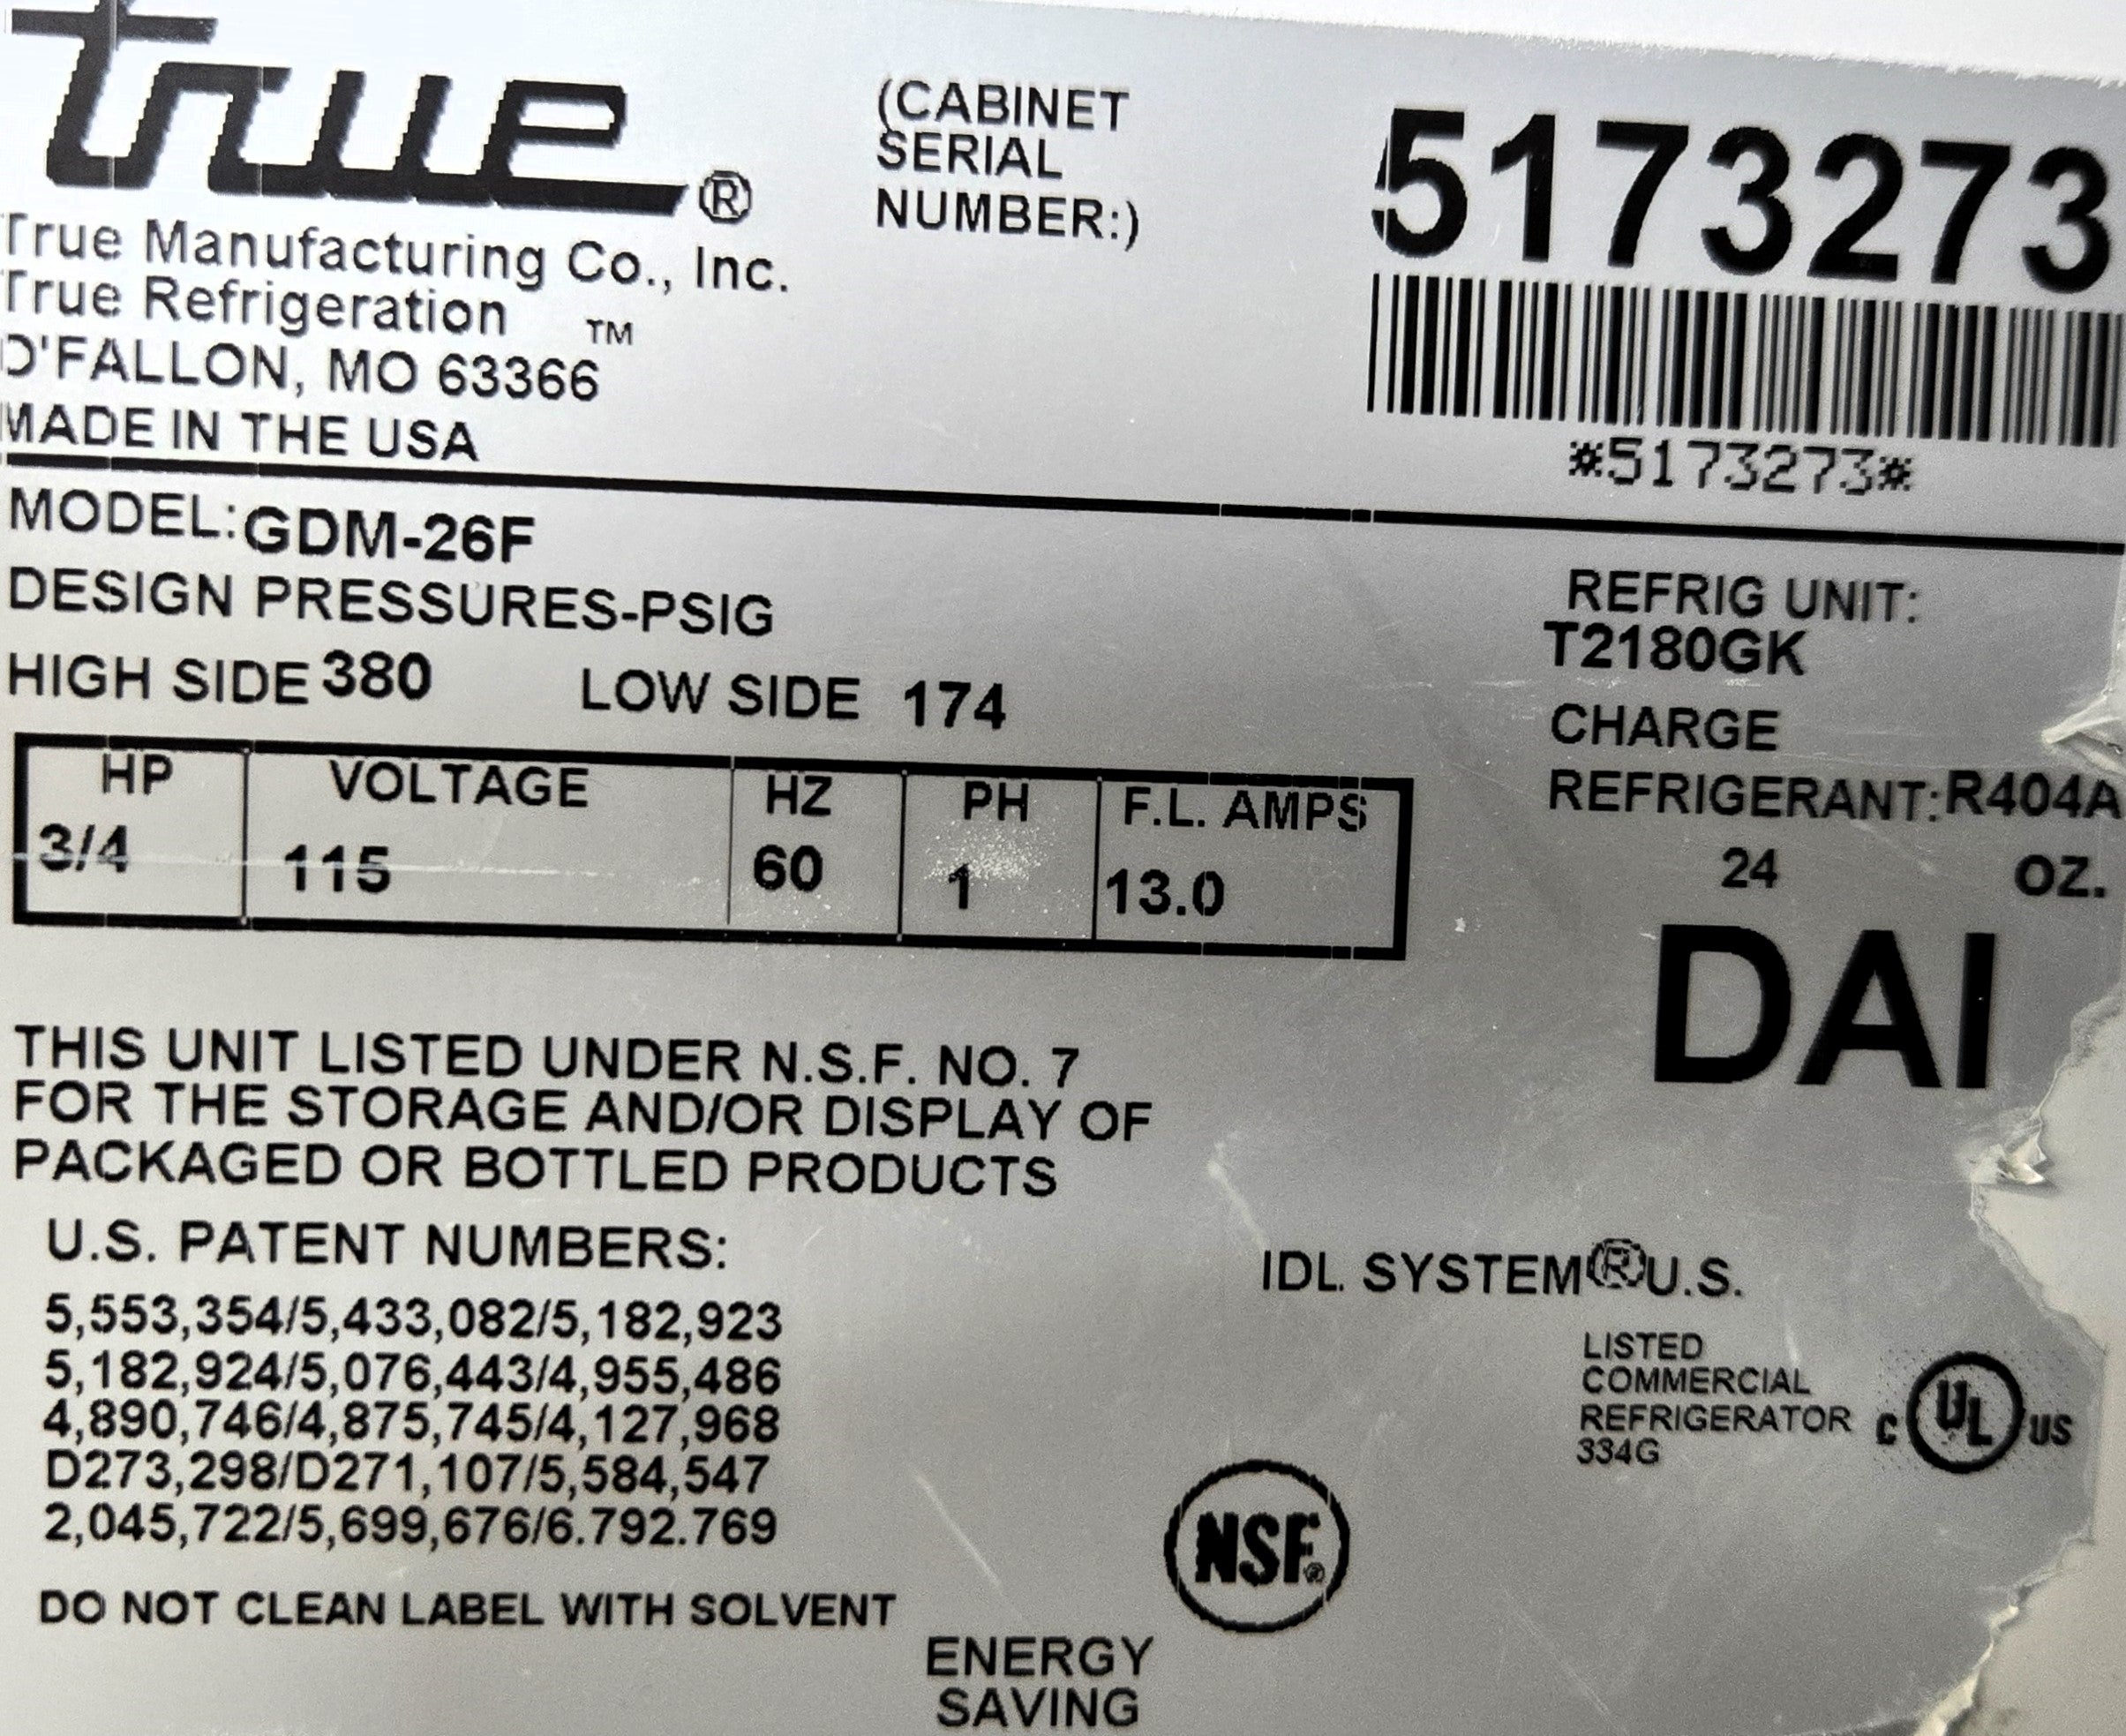 true®
True Manufacturing Co., Inc.
True Refrigeration ™
O'FALLON, MO 63366
MADE IN THE USA
(CABINET
SERIAL
NUMBER:)
5173273
*5173273*
MODEL: GDM-26F
DESIGN PRESSURES-PSIG
HIGH SIDE 380 LOW SIDE 174
REFRIG UNIT:
T2180GK
CHARGE
REFRIGERANT: R404A
24 OZ.
DAI
HP VOLTAGE HZ PH F.L. AMPS
3/4 115 60 1 13.0
THIS UNIT LISTED UNDER N.S.F. NO. 7
FOR THE STORAGE AND/OR DISPLAY OF
PACKAGED OR BOTTLED PRODUCTS
U.S. PATENT NUMBERS:
5,553,354/5,433,082/5,182,923
5,182,924/5,076,443/4,955,486
4,890,746/4,875,745/4,127,968
D273,298/D271,107/5,584,547
2,045,722/5,699,676/6.792.769
IDL SYSTEM® U.S.
LISTED
COMMERCIAL
REFRIGERATOR
334G
C UL US
NSF®
DO NOT CLEAN LABEL WITH SOLVENT
ENERGY
SAVING